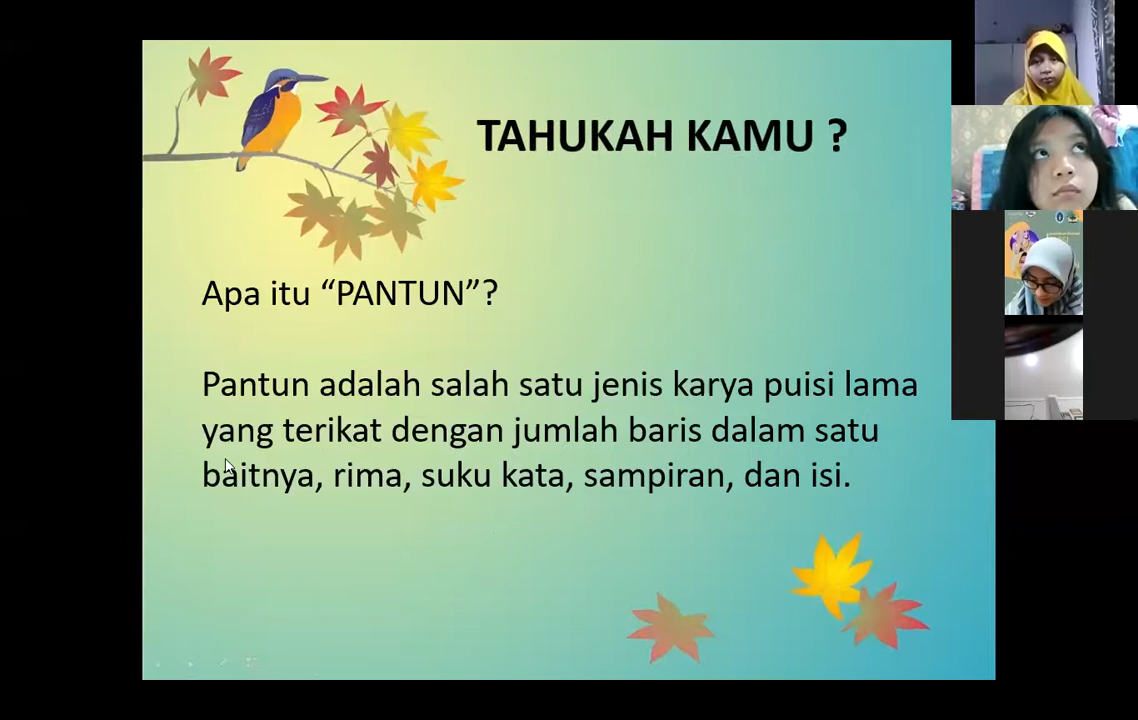 TAHUKAH KAMU ?
Apa itu “PANTUN”?
Pantun adalah salah satu jenis karya puisi lama
yang terikat dengan jumlah baris dalam satu
baitnya, rima, suku kata, sampiran, dan isi.